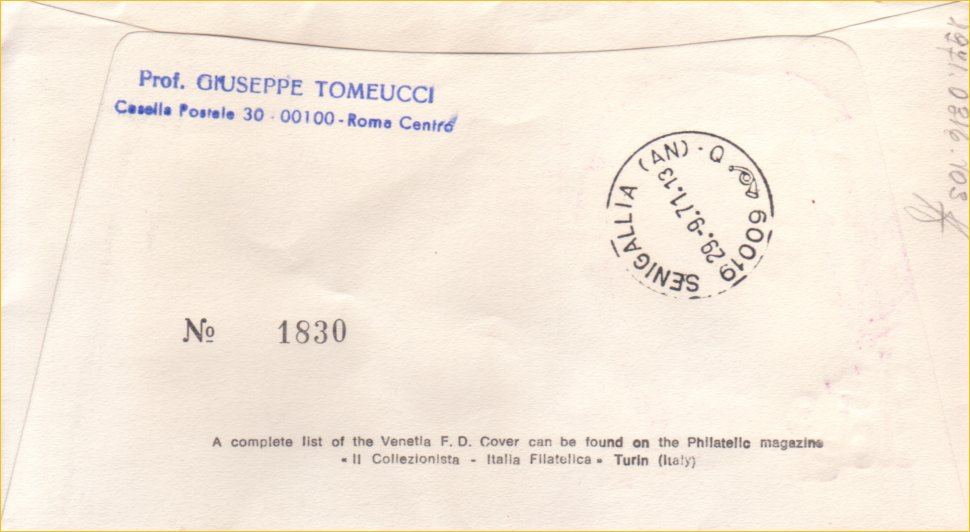 Prof. GIUSEPPE TOMEUCCI
Casella Postale 30 - 00100 - Roma Centro
SENIGALLIA (AN) - Q.
60019
29.-9.71.13
№ 1830
A complete list of the Venetia F. D. Cover can be found on the Philatelic magazine
« Il Collezionista - Italia Filatelica » Turin (Italy)